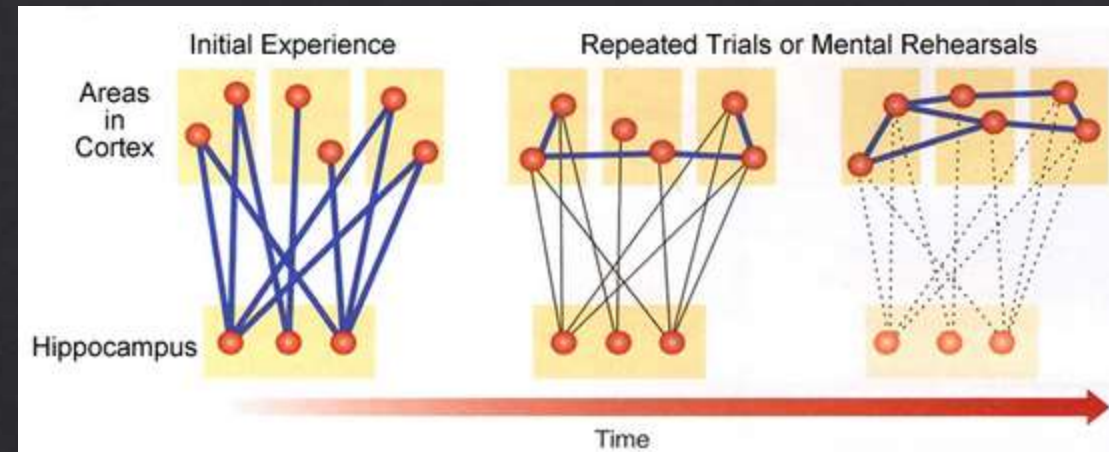 Initial Experience
Repeated Trials or Mental Rehearsals
Areas
in
Cortex
Hippocampus
Time